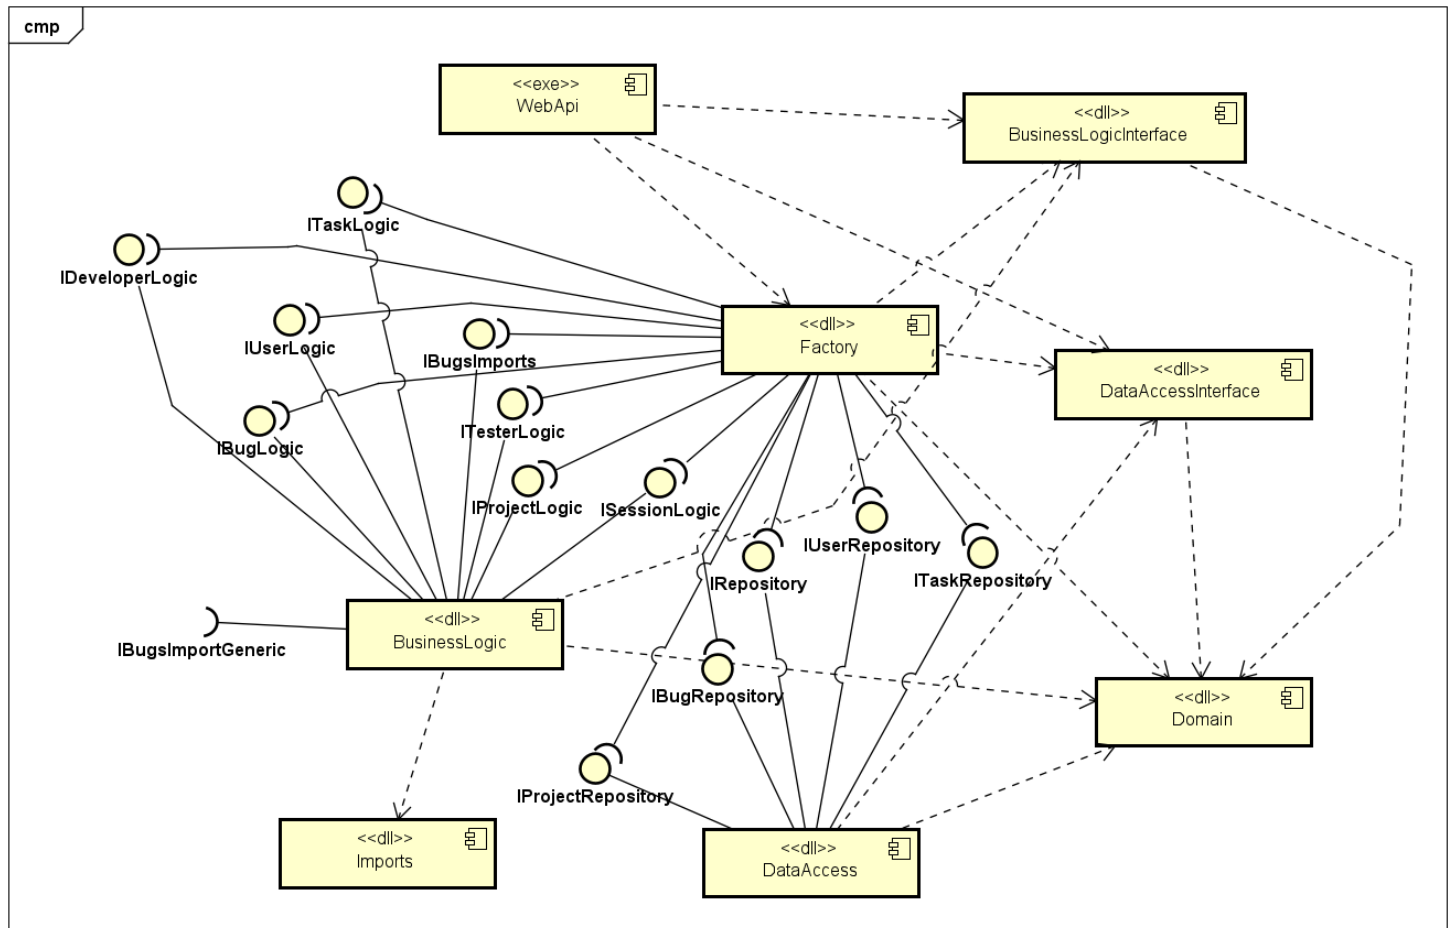 cmp
<<exe>>
WebApi
<<dll>>
BusinessLogicInterface
ITaskLogic
IDeveloperLogic
IUserLogic
IBugsImports
<<dll>>
Factory
<<dll>>
DataAccessInterface
IBugLogic
ITesterLogic
IProjectLogic
ISessionLogic
IUserRepository
IRepository
ITaskRepository
IBugsImportGeneric
<<dll>>
BusinessLogic
IBugRepository
<<dll>>
Domain
IProjectRepository
<<dll>>
Imports
<<dll>>
DataAccess